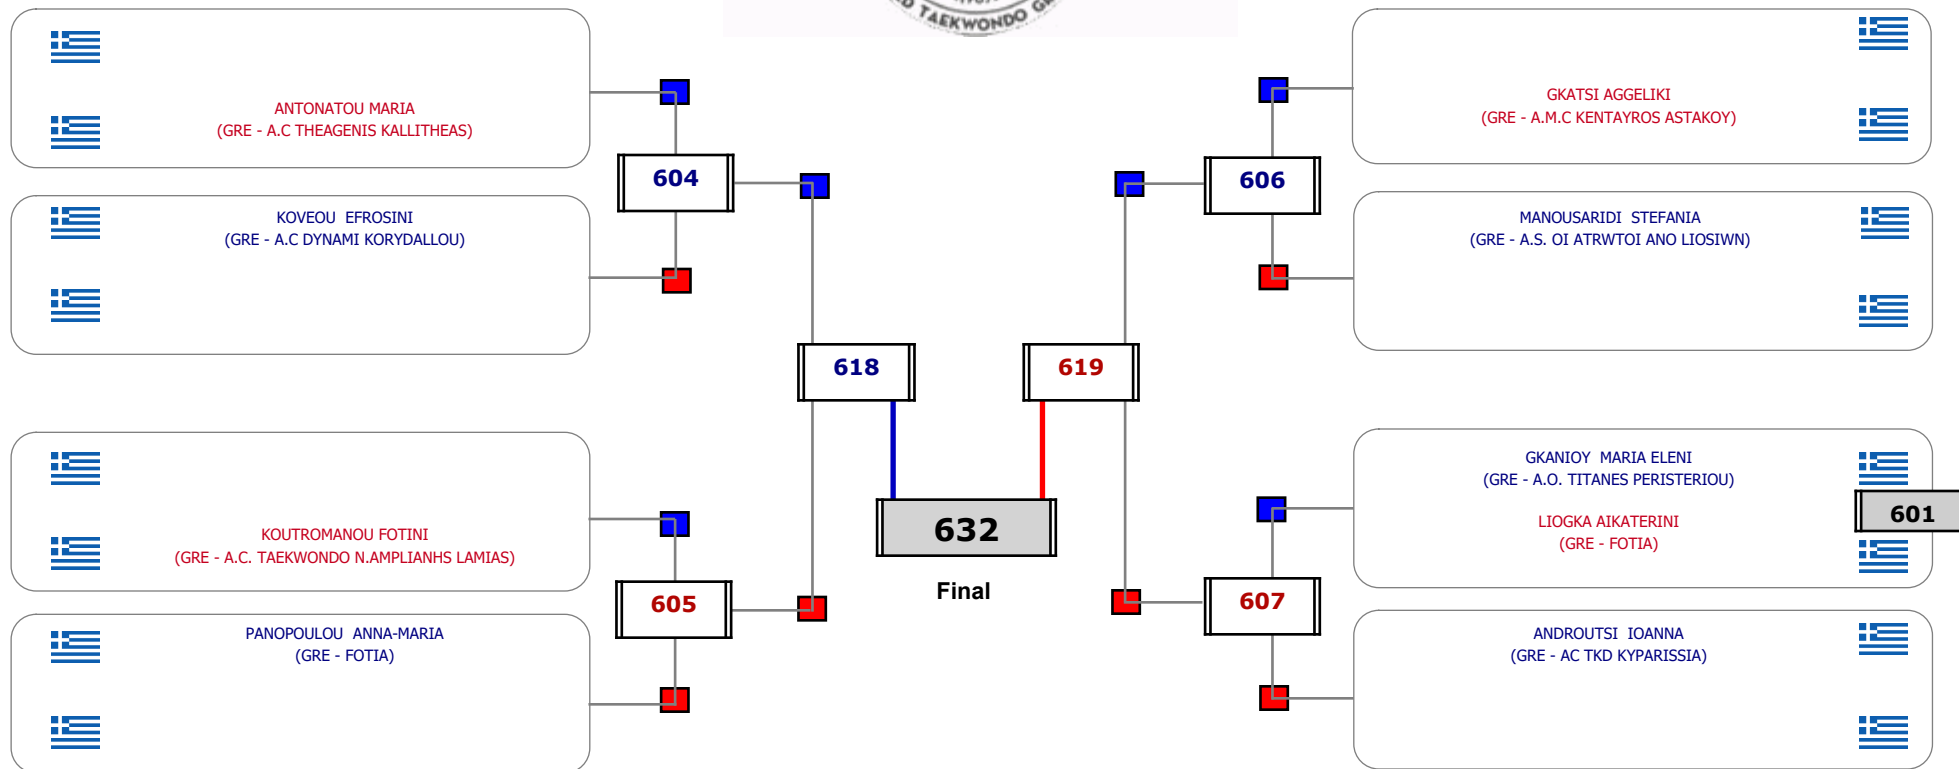 TAEKWONDO
ANTONATOU MARIA
(GRE - A.C THEAGENIS KALLITHEAS)
KOVEOU  EFROSINI
(GRE - A.C DYNAMI KORYDALLOU)
604
618
KOUTROMANOU FOTINI
(GRE - A.C. TAEKWONDO N.AMPLIANHS LAMIAS)
PANOPOULOU  ANNA-MARIA
(GRE - FOTIA)
605
632
Final
GKATSI AGGELIKI
(GRE - A.M.C KENTAYROS ASTAKOY)
606
MANOUSARIDI  STEFANIA
(GRE - A.S. OI ATRWTOI ANO LIOSIWN)
619
GKANIOY  MARIA ELENI
(GRE - A.O. TITANES PERISTERIOU)
LIOGKA AIKATERINI
(GRE - FOTIA)
601
607
ANDROUTSI  IOANNA
(GRE - AC TKD KYPARISSIA)